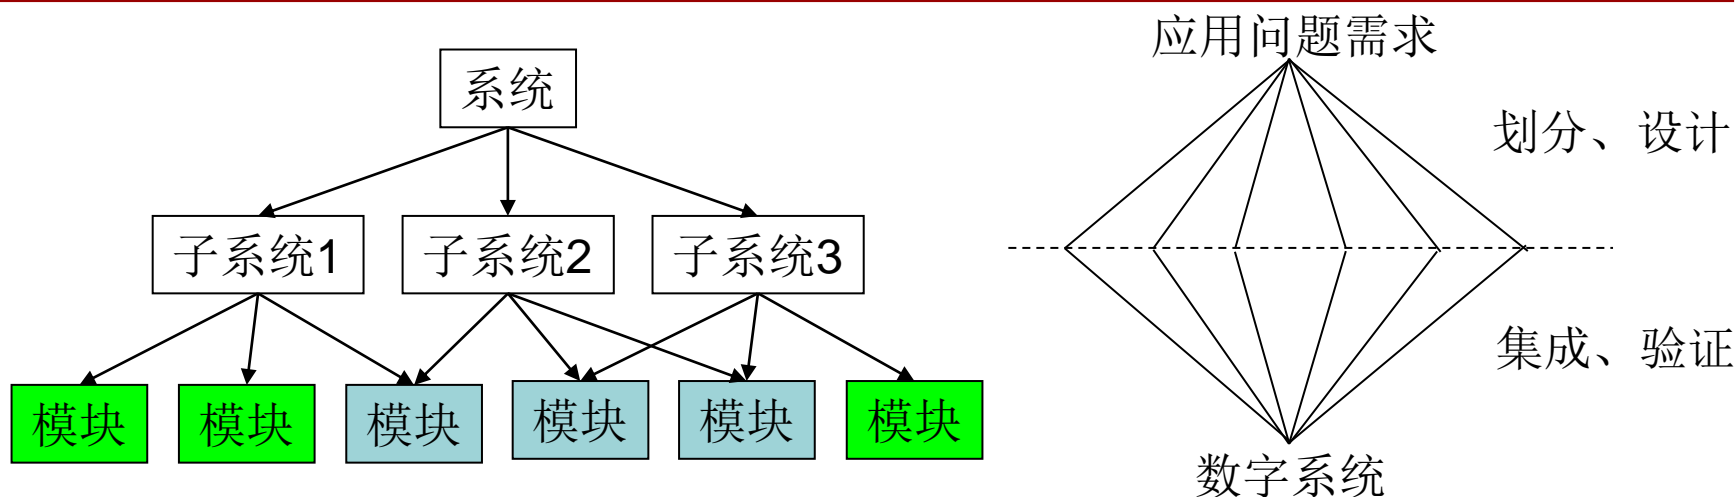 系统
子系统1
子系统2
子系统3
模块
模块
模块
模块
模块
模块
应用问题需求
划分、设计
集成、验证
数字系统